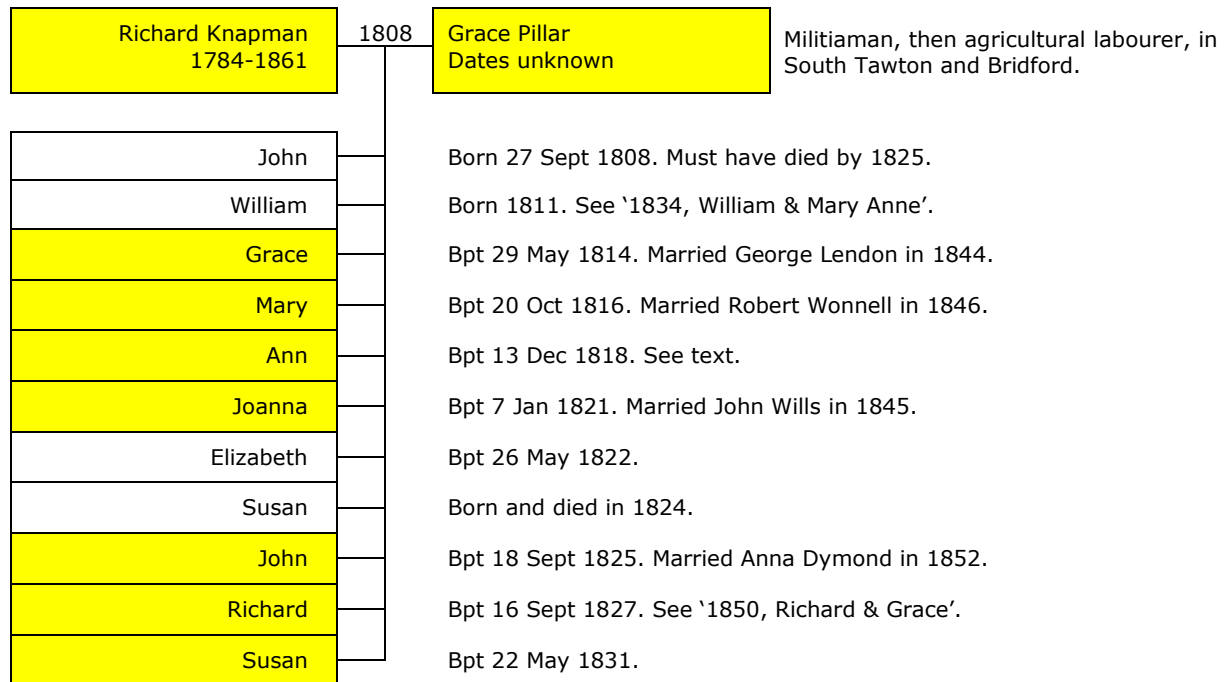 Richard Knapman
1784-1861
1808
Grace Pillar
Dates unknown
Militiaman, then agricultural labourer, in
South Tawton and Bridford.
John
Born 27 Sept 1808. Must have died by 1825.
William
Born 1811. See ‘1834, William & Mary Anne’.
Grace
Bpt 29 May 1814. Married George Lendon in 1844.
Mary
Bpt 20 Oct 1816. Married Robert Wonnell in 1846.
Ann
Bpt 13 Dec 1818. See text.
Joanna
Bpt 7 Jan 1821. Married John Wills in 1845.
Elizabeth
Bpt 26 May 1822.
Susan
Born and died in 1824.
John
Bpt 18 Sept 1825. Married Anna Dymond in 1852.
Richard
Bpt 16 Sept 1827. See ‘1850, Richard & Grace’.
Susan
Bpt 22 May 1831.